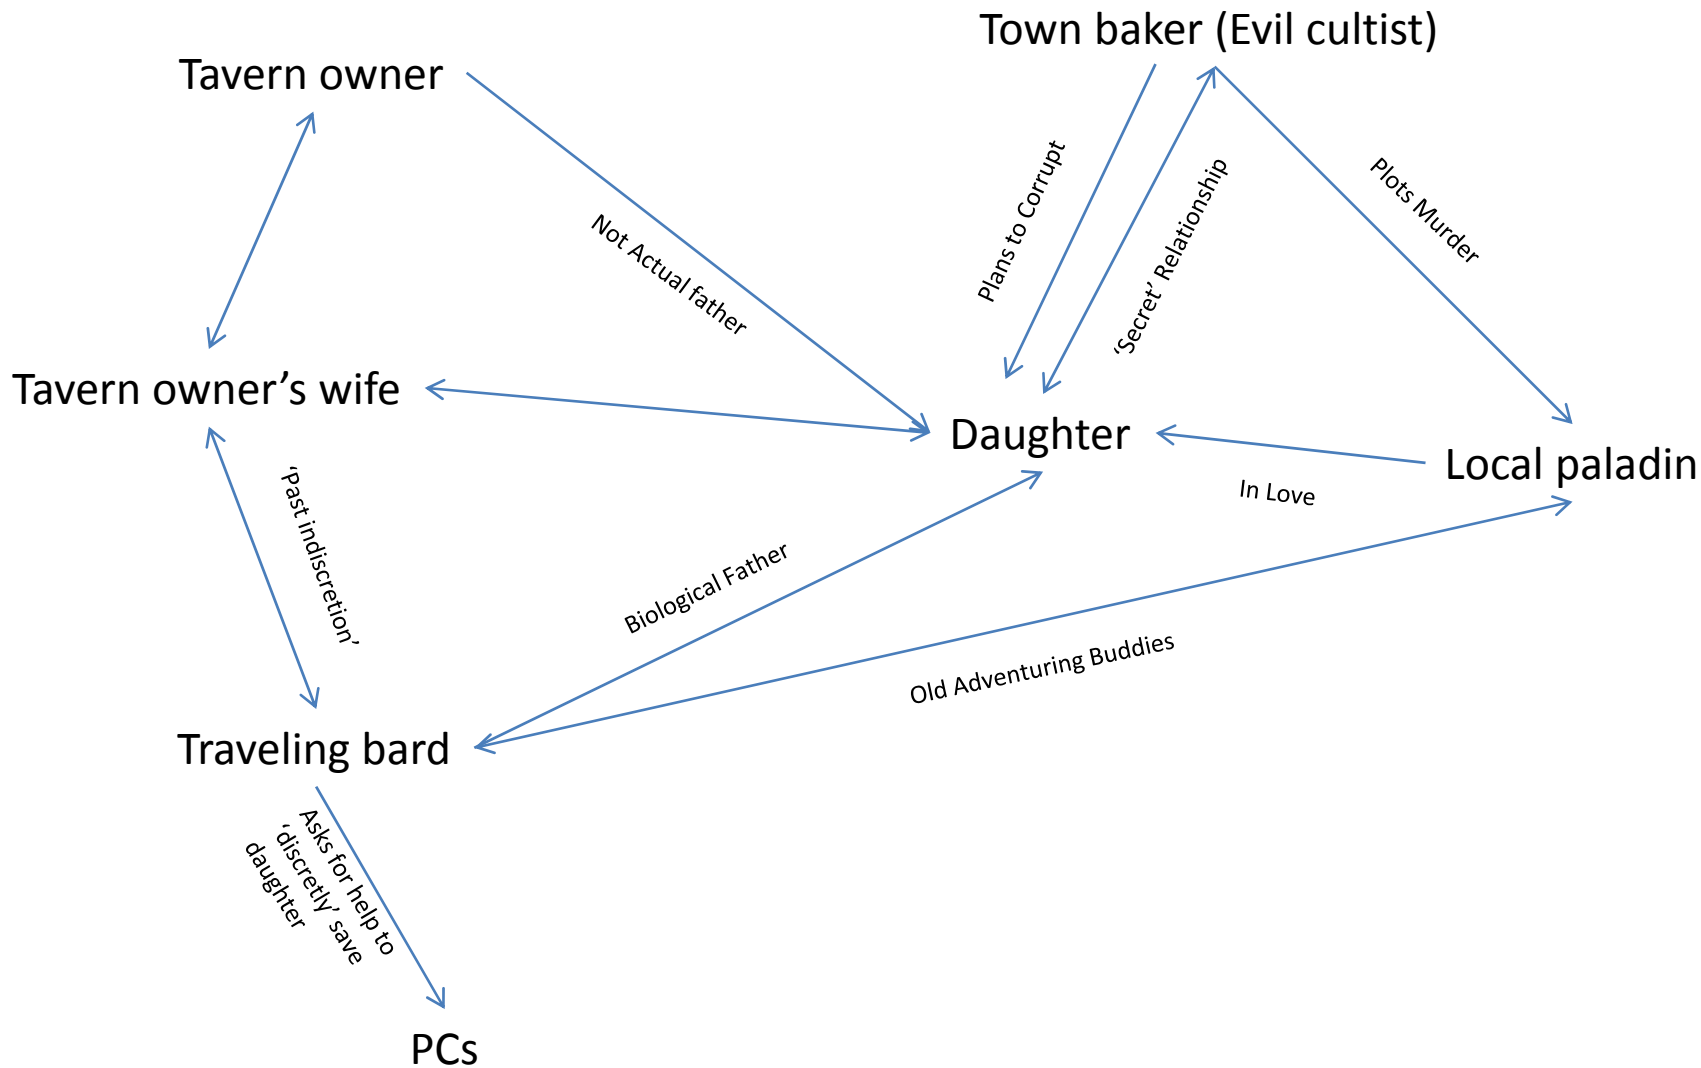 Town baker (Evil cultist)
Tavern owner
Plans to Corrupt
‘Secret’ Relationship
Plots Murder
Not Actual father
Tavern owner’s wife
Daughter
Local paladin
In Love
‘Past indiscretion’
Biological Father
Old Adventuring Buddies
Traveling bard
Asks for help to
‘discretly’ save
daughter
PCs